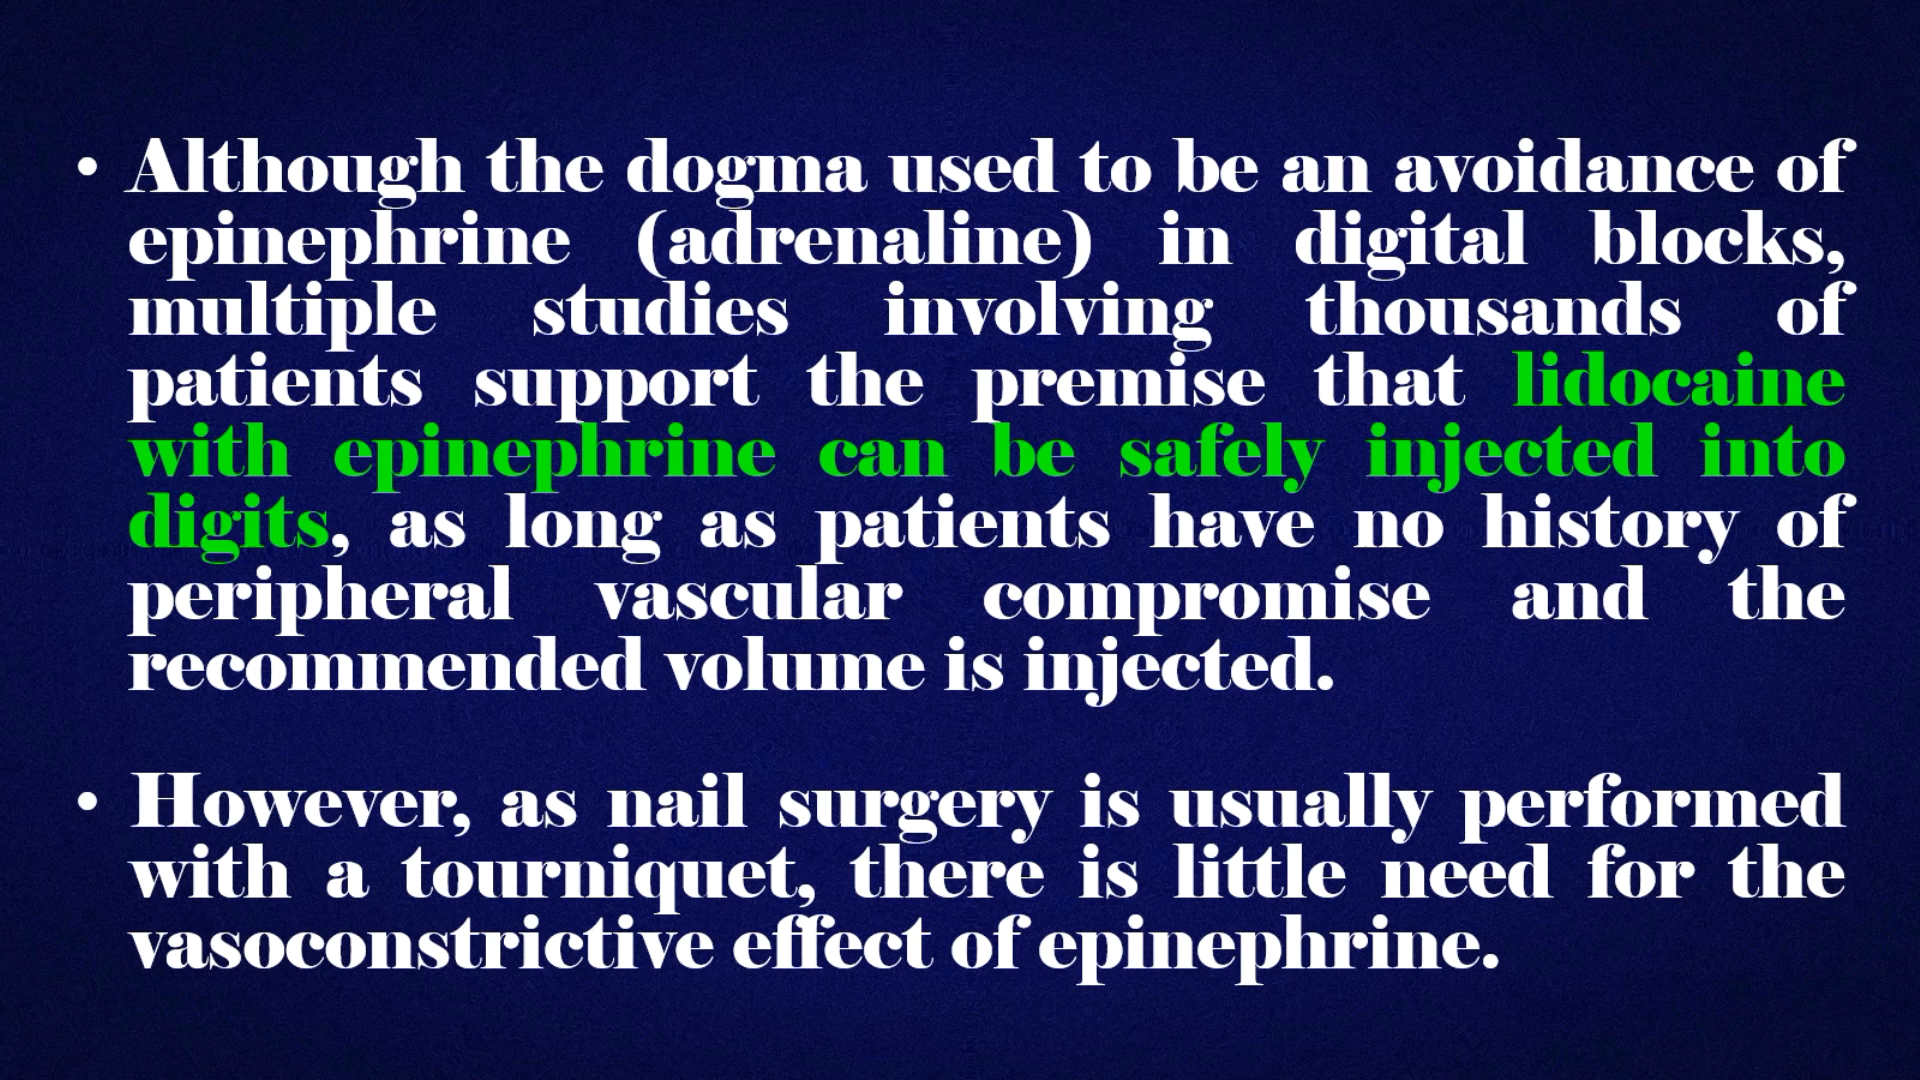 • Although the dogma used to be an avoidance of
epinephrine (adrenaline) in digital blocks,
multiple studies involving thousands of
patients support the premise that lidocaine
with epinephrine can be safely injected into
digits, as long as patients have no history of
peripheral vascular compromise and the
recommended volume is injected.
• However, as nail surgery is usually performed
with a tourniquet, there is little need for the
vasoconstrictive effect of epinephrine.